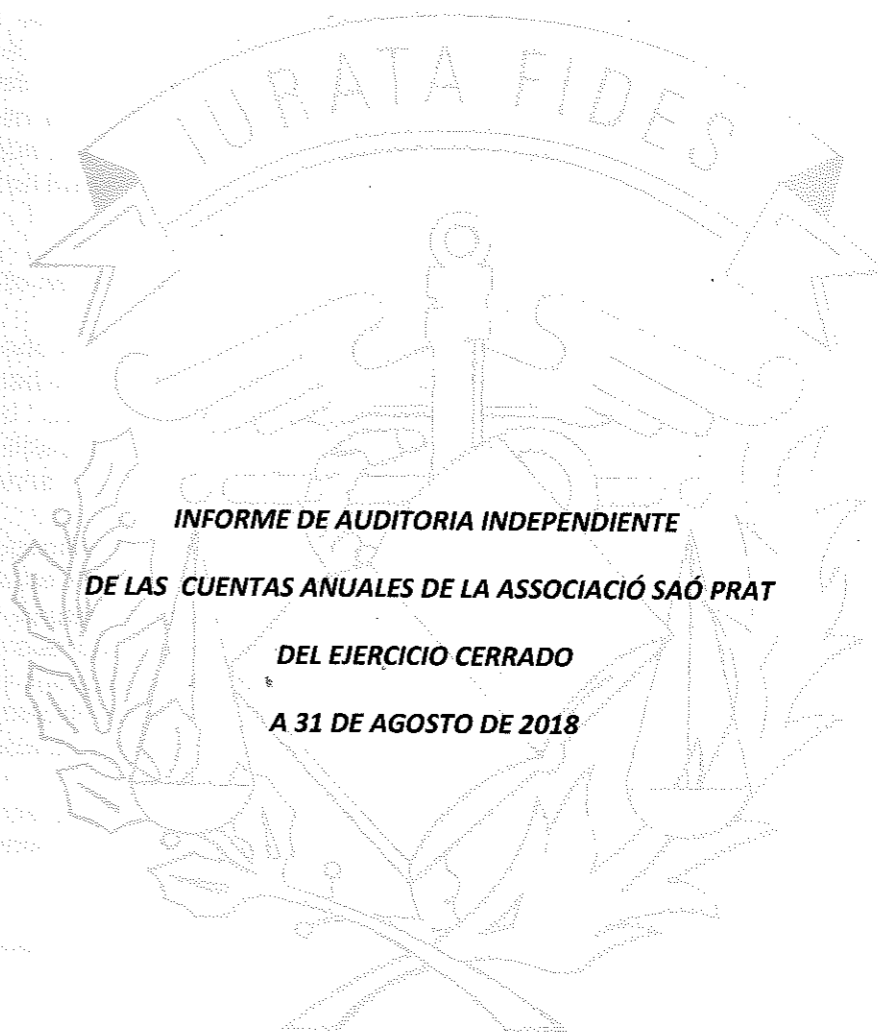 IURATA FIDES
INFORME DE AUDITORIA INDEPENDIENTE
DE LAS CUENTAS ANUALES DE LA ASSOCIACIÓ SAÓ PRAT
DEL EJERCICIO CERRADO
A 31 DE AGOSTO DE 2018